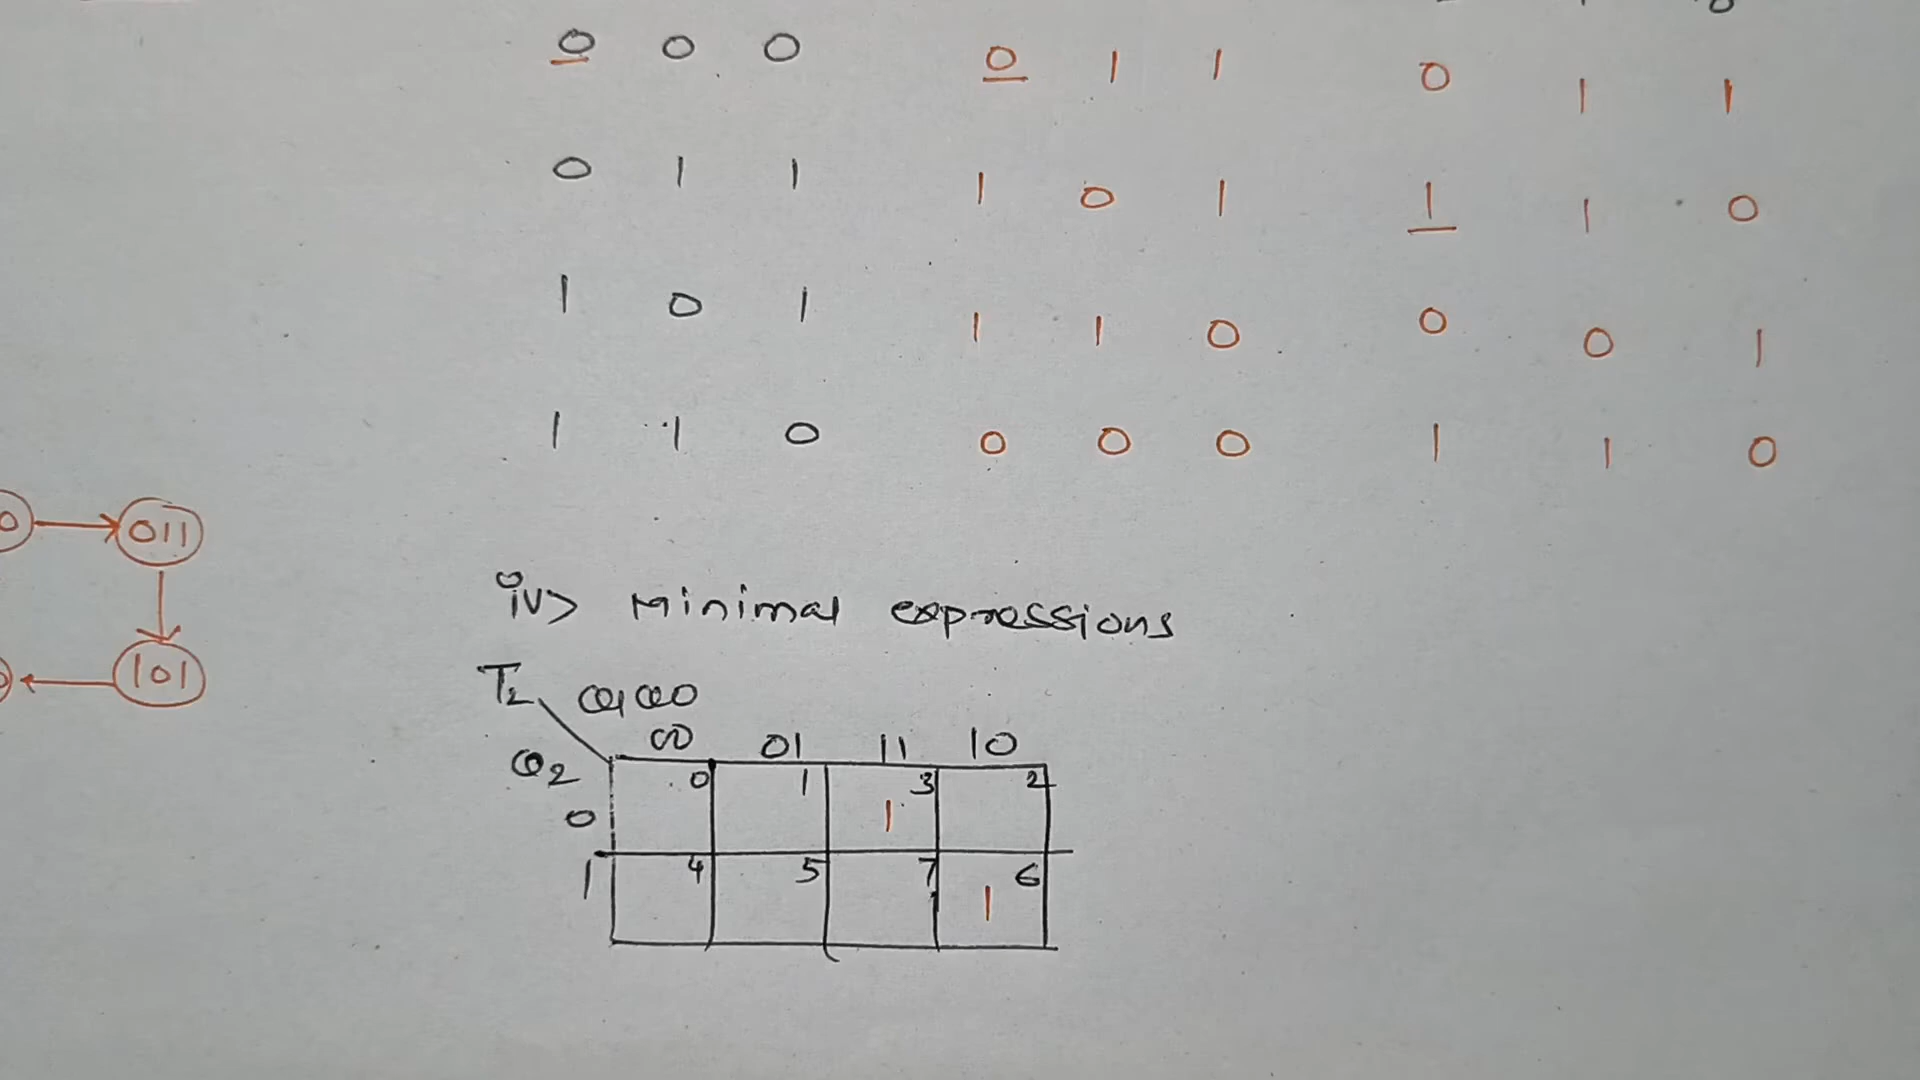 0 0 0 0 1 1 0 1 1
0 1 1 1 0 1 1 1 0
1 0 1 1 1 0 0 0 1
1 1 0 0 0 0 1 1 0
0 → 011
101
iv> Minimal expressions
T2 Q1Q0
00 01 11 10
Q2
0 1 3 2
0 1
4 5 7 6
1 1